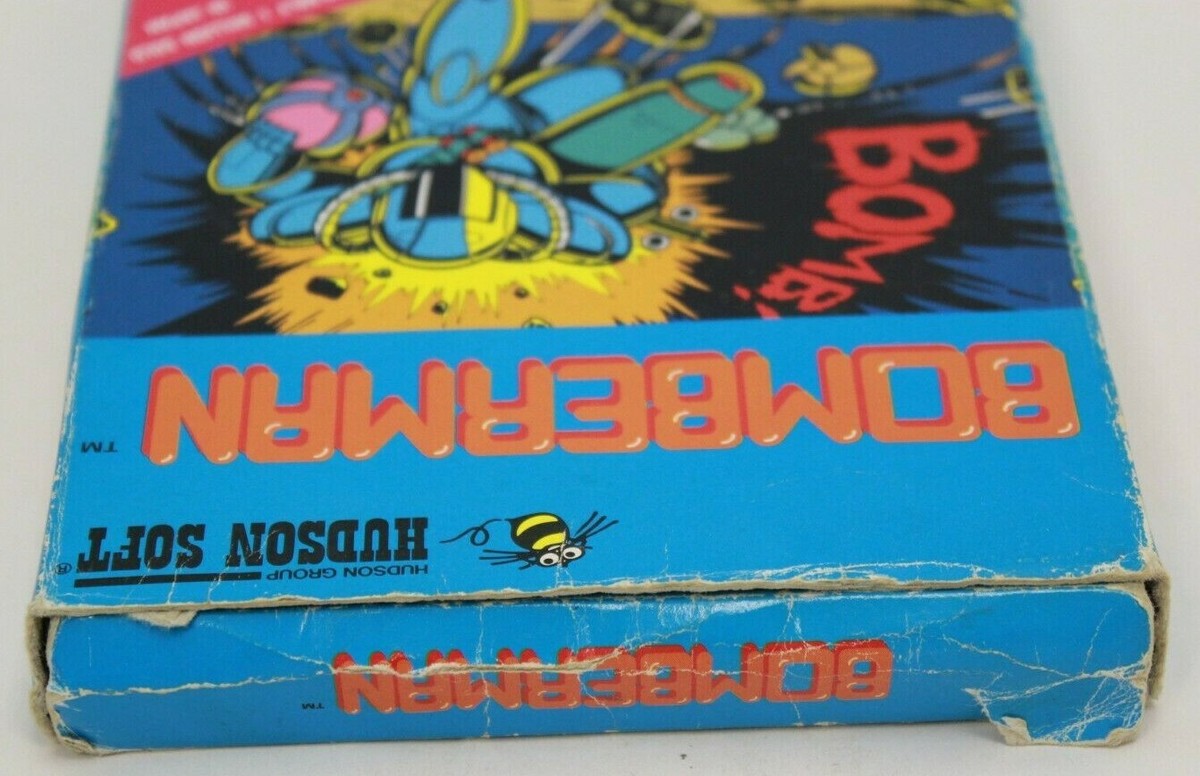 BOMBERMAN ™
HUDSON GROUP
HUDSON SOFT®
BOMBERMAN ™
BOMB!